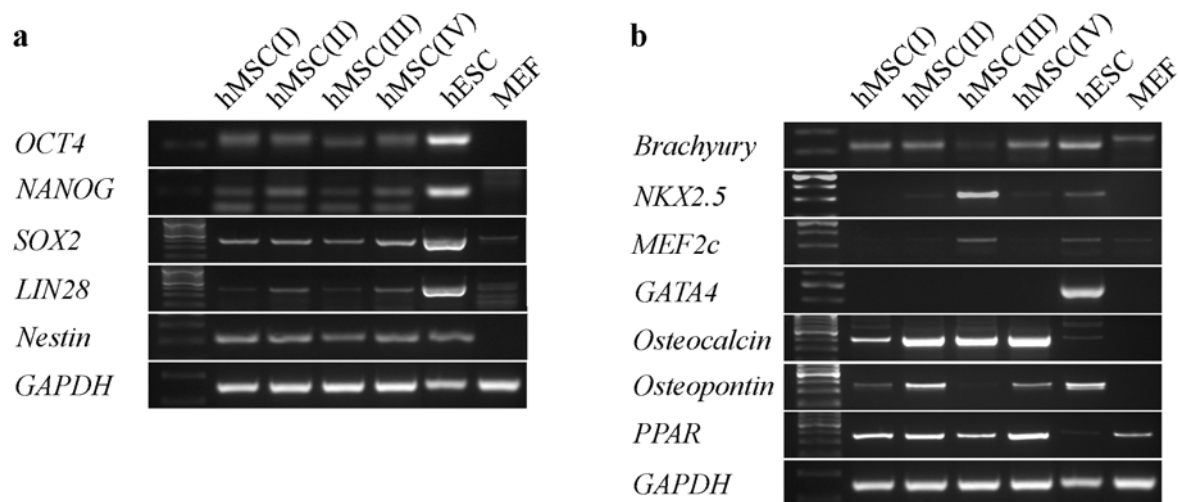 a
hMSC(I) hMSC(II) hMSC(III) hMSC(IV) hESC MEF
OCT4
NANOG
SOX2
LIN28
Nestin
GAPDH
b
hMSC(I) hMSC(II) hMSC(III) hMSC(IV) hESC MEF
Brachyury
NKX2.5
MEF2c
GATA4
Osteocalcin
Osteopontin
PPAR
GAPDH